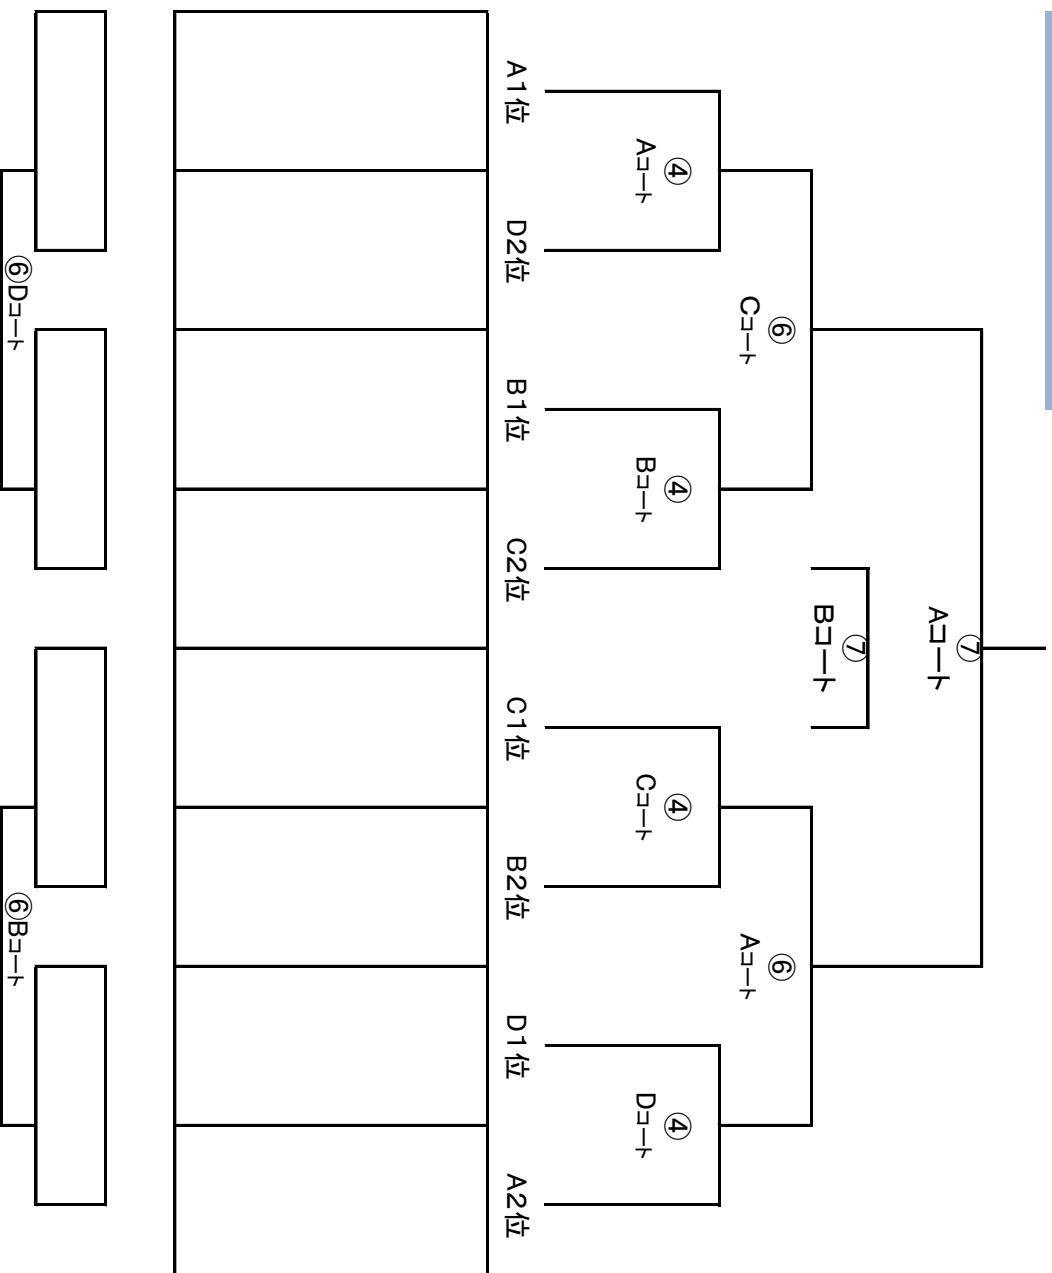 ⑦
Aコート
⑦
Bコート
⑥
Cコート
⑥
Aコート
④
Aコート
④
Bコート
④
Cコート
④
Dコート
A1位
D2位
B1位
C2位
C1位
B2位
D1位
A2位
⑥Dコート
⑥Bコート